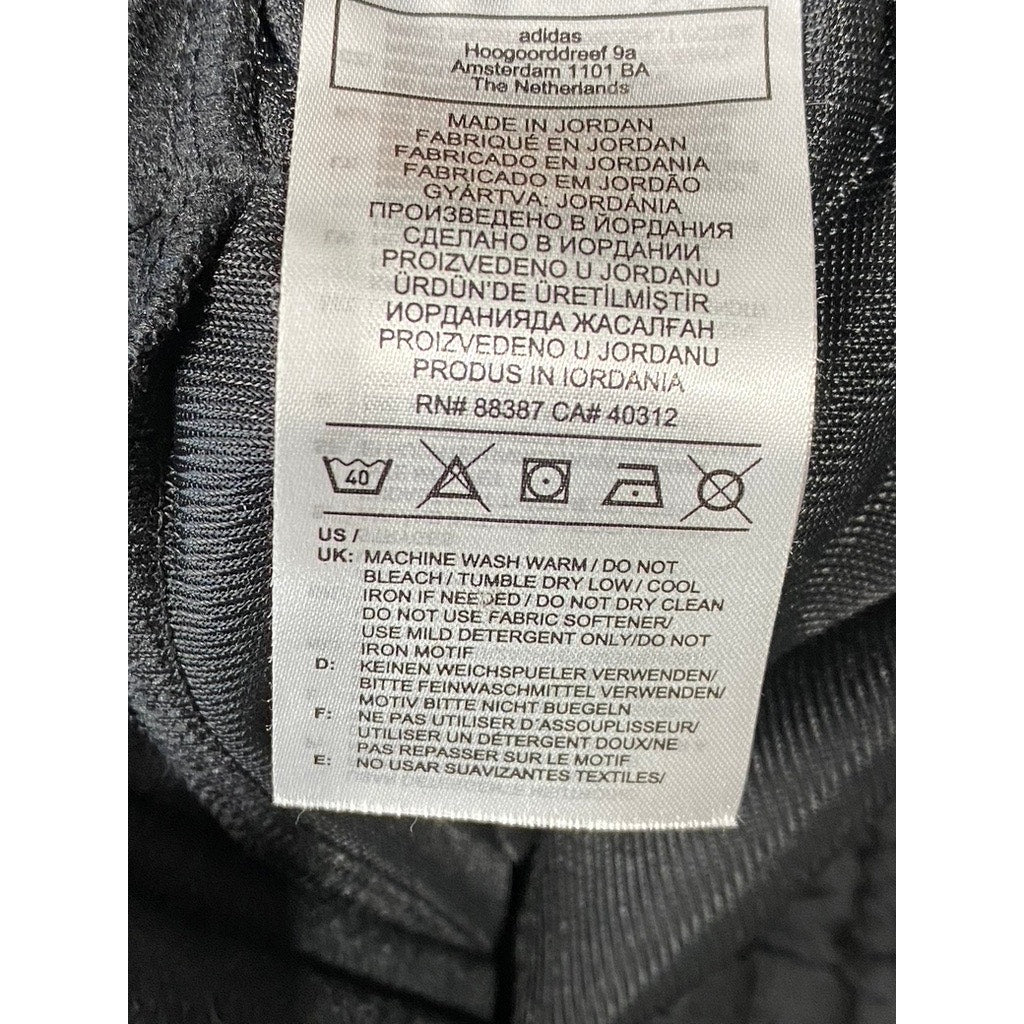 adidas
Hoogoorddreef 9a
Amsterdam 1101 BA
The Netherlands
MADE IN JORDAN
FABRIQUÉ EN JORDAN
FABRICADO EN JORDANIA
FABRICADO EM JORDÃO
GYÁRTVA: JORDÁNIA
ПРОИЗВЕДЕНО В ЙОРДАНИЯ
СДЕЛАНО В ИОРДАНИИ
PROIZVEDENO U JORDANU
ÜRDÜN'DE ÜRETİLMİŞTİR
ИОРДАНИЯДА ЖАСАЛҒАН
PROIZVEDENO U JORDANU
PRODUS IN IORDANIA
RN# 88387 CA# 40312
40
US /
UK: MACHINE WASH WARM / DO NOT
BLEACH / TUMBLE DRY LOW / COOL
IRON IF NEEDED / DO NOT DRY CLEAN
DO NOT USE FABRIC SOFTENER/
USE MILD DETERGENT ONLY/DO NOT
IRON MOTIF
D: KEINEN WEICHSPUELER VERWENDEN/
BITTE FEINWASCHMITTEL VERWENDEN/
MOTIV BITTE NICHT BUEGELN
F: NE PAS UTILISER D'ASSOUPLISSEUR/
UTILISER UN DÉTERGENT DOUX/NE
PAS REPASSER SUR LE MOTIF
E: NO USAR SUAVIZANTES TEXTILES/